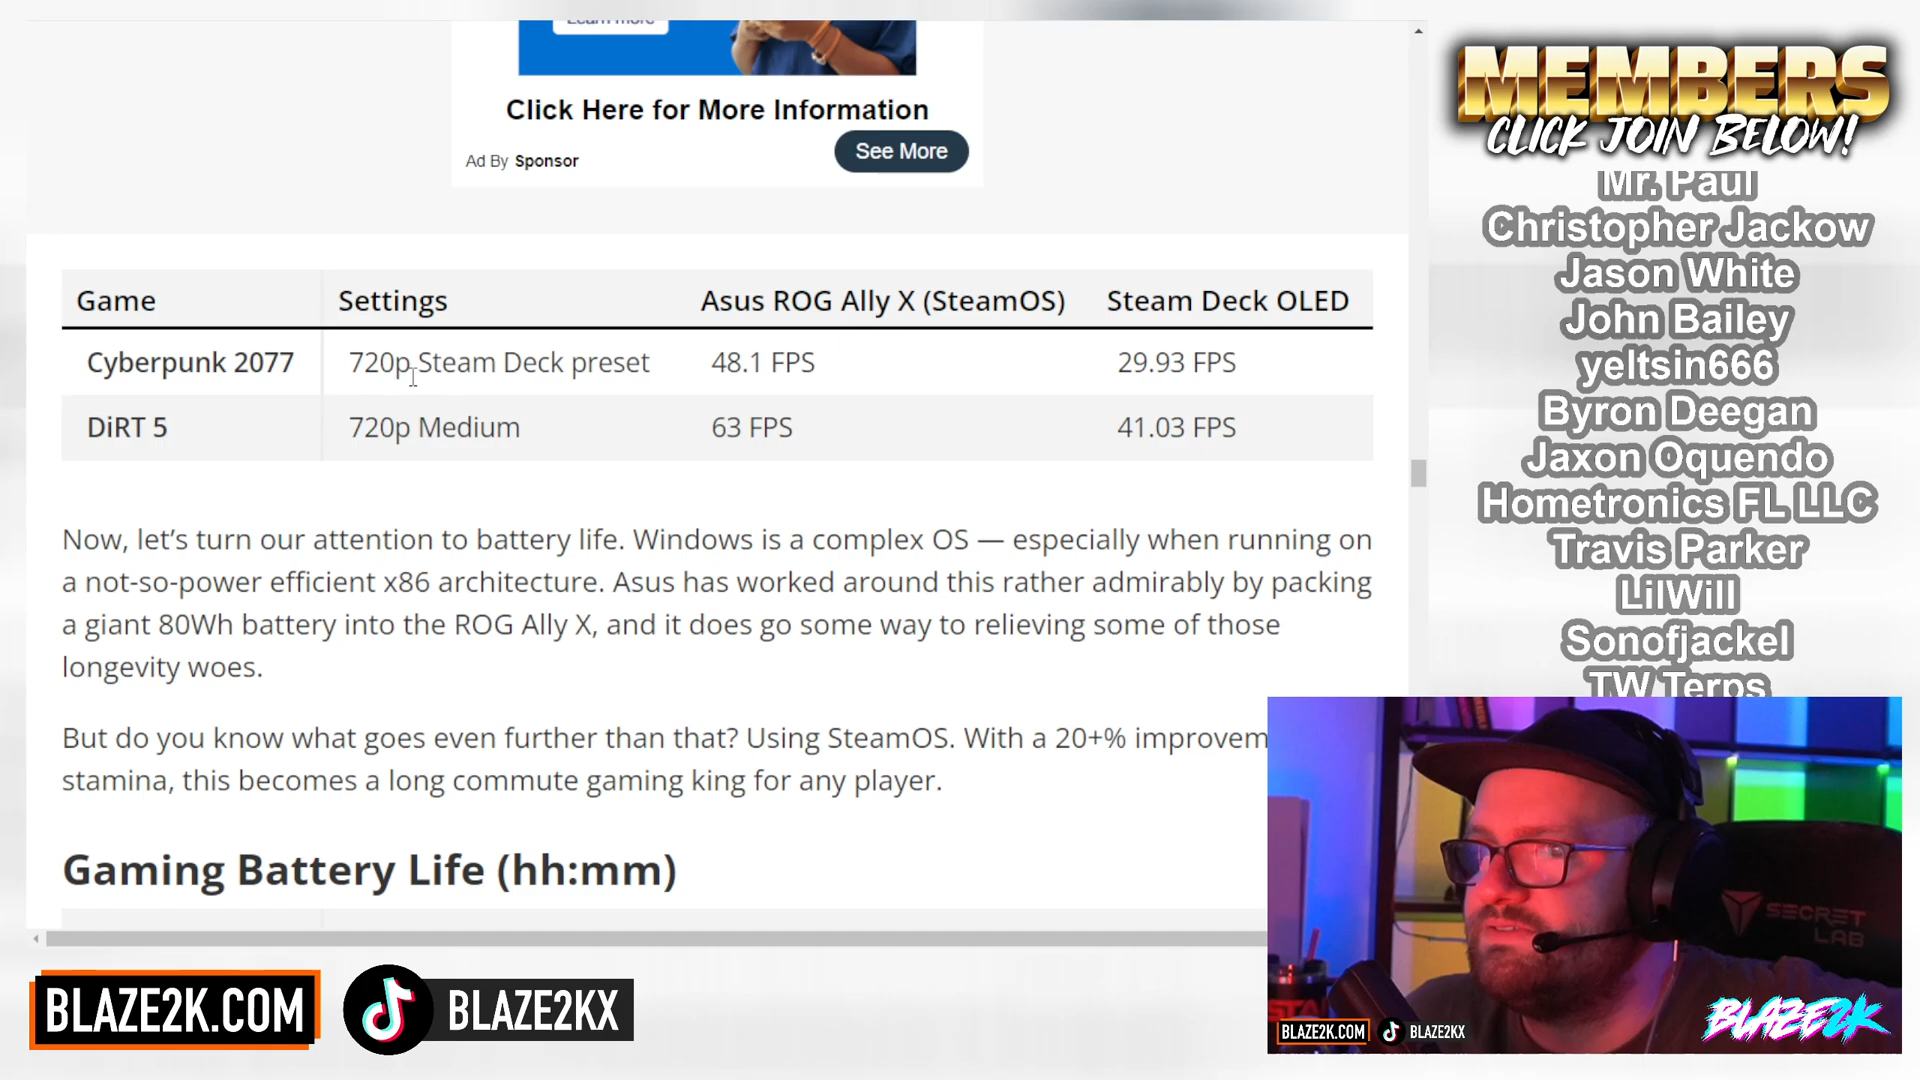 Learn more
Click Here for More Information
Ad By Sponsor
See More
Game Settings Asus ROG Ally X (SteamOS) Steam Deck OLED
Cyberpunk 2077 720p Steam Deck preset 48.1 FPS 29.93 FPS
DiRT 5 720p Medium 63 FPS 41.03 FPS
Now, let’s turn our attention to battery life. Windows is a complex OS — especially when running on
a not-so-power efficient x86 architecture. Asus has worked around this rather admirably by packing
a giant 80Wh battery into the ROG Ally X, and it does go some way to relieving some of those
longevity woes.
But do you know what goes even further than that? Using SteamOS. With a 20+% improvem
stamina, this becomes a long commute gaming king for any player.
Gaming Battery Life (hh:mm)
MEMBERS
CLICK JOIN BELOW!
Mr. Paul
Christopher Jackow
Jason White
John Bailey
yeltsin666
Byron Deegan
Jaxon Oquendo
Hometronics FL LLC
Travis Parker
LilWill
Sonofjackel
TW Terps
SECRET
LAB
BLAZE2K.COM
BLAZE2KX
BLAZE2K.COM
BLAZE2KX
BLAZE2K